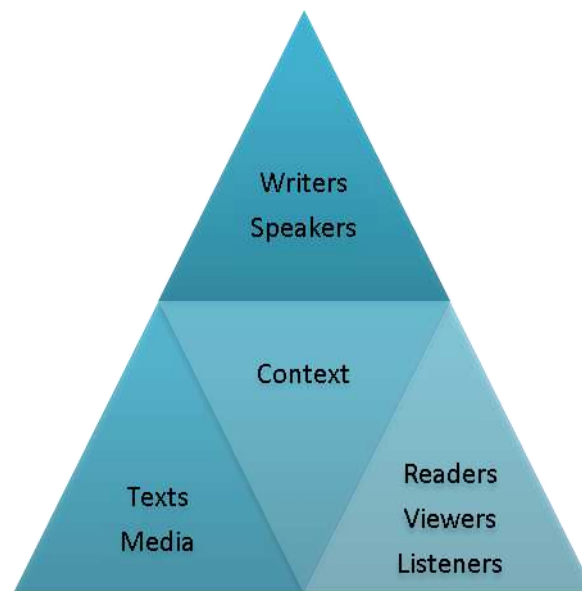 Writers
Speakers
Context
Texts
Media
Readers
Viewers
Listeners